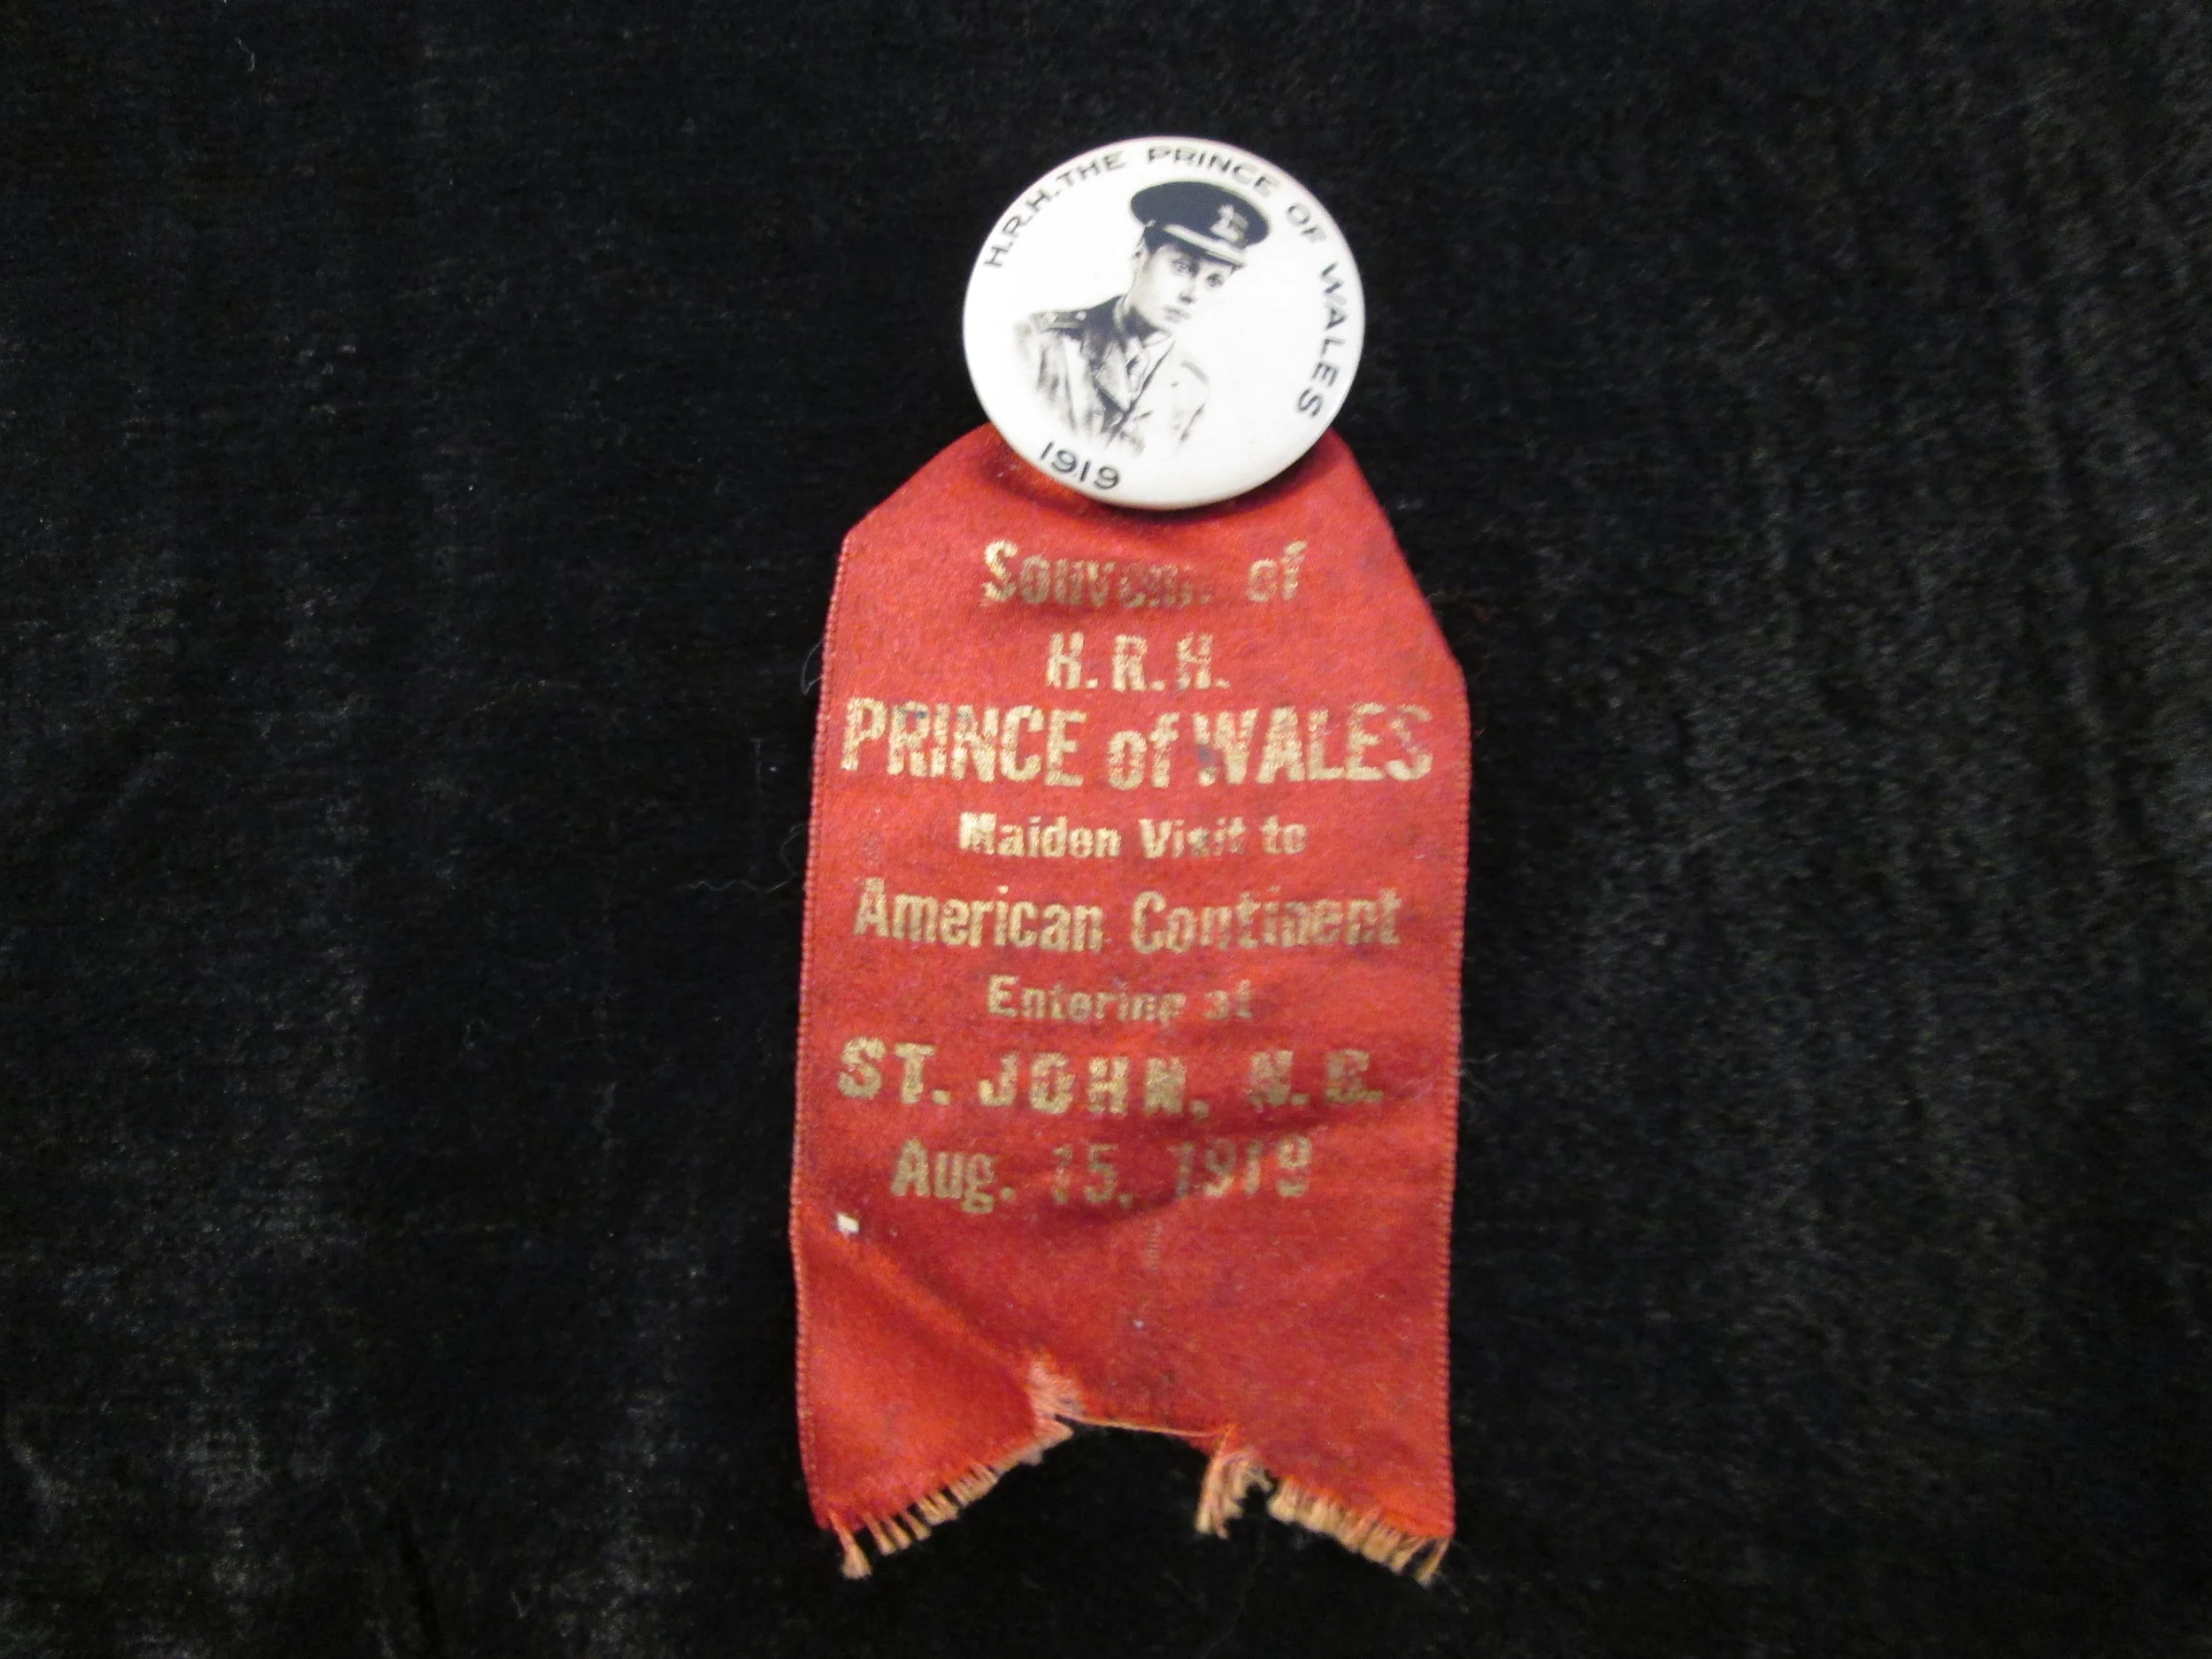 H.R.H. THE PRINCE OF WALES
1919
Souvenir of
H.R.H.
PRINCE of WALES
Maiden Visit to
American Continent
Entering at
ST. JOHN, N.B.
Aug. 15, 1919